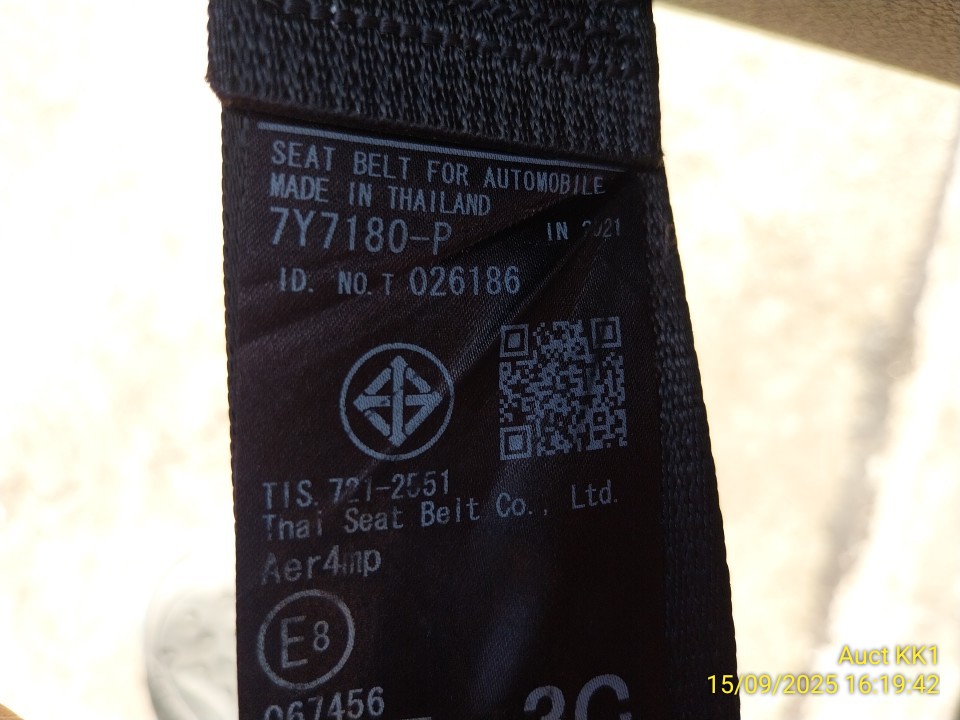 SEAT BELT FOR AUTOMOBILE
MADE IN THAILAND
7Y7180-P IN 2021
ID. NO. T 026186
TIS. 721-2551
Thai Seat Belt Co., Ltd.
Aer4mp
E8
067456
3C
Auct KK1
15/09/2025 16:19:42